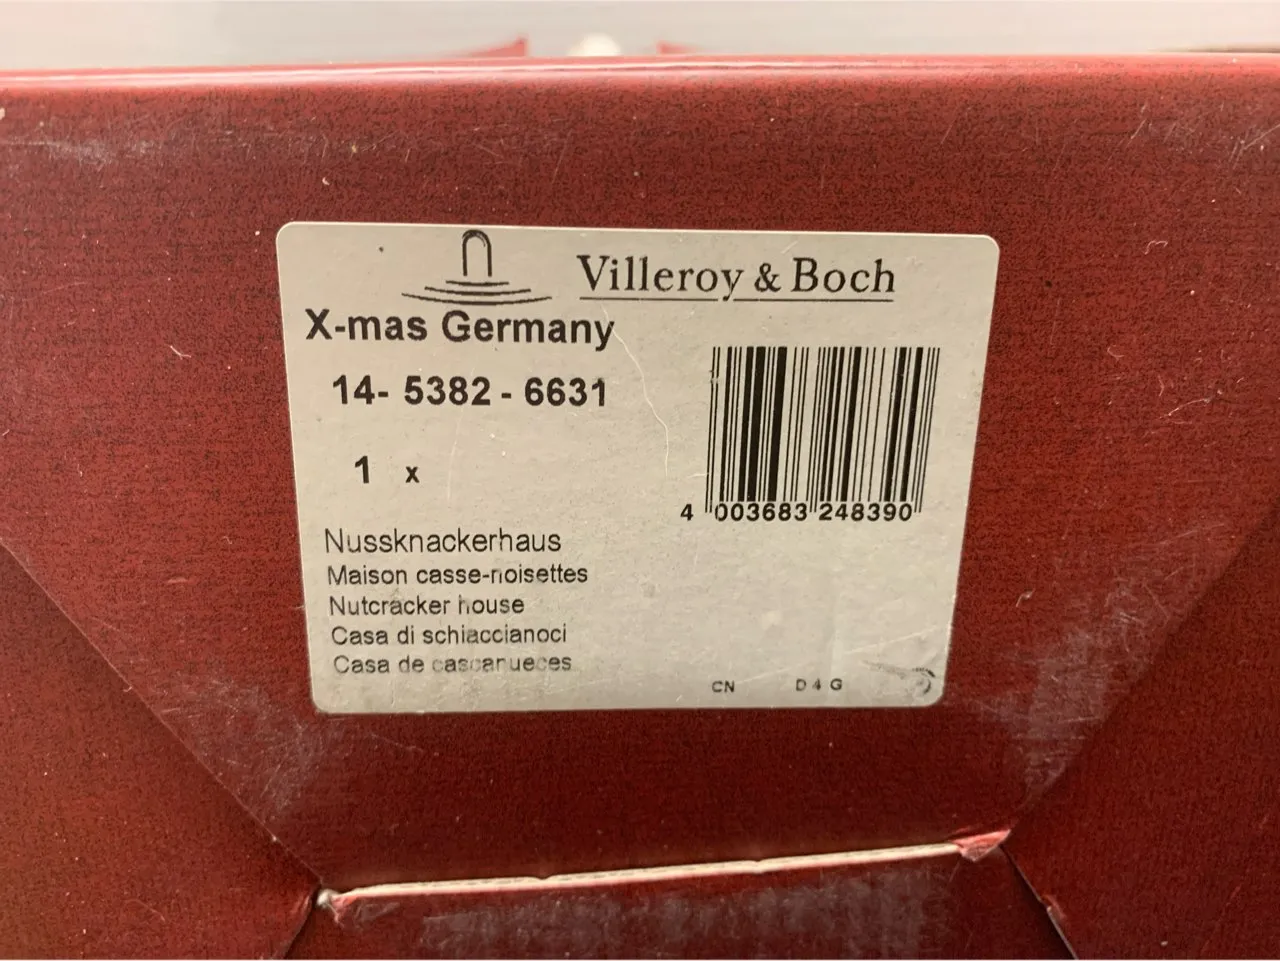 Villeroy & Boch
X-mas Germany
14- 5382 - 6631
1 x
4 003683 248390
Nussknackerhaus
Maison casse-noisettes
Nutcracker house
Casa di schiaccianoci
Casa de cascanueces
CN D 4 G